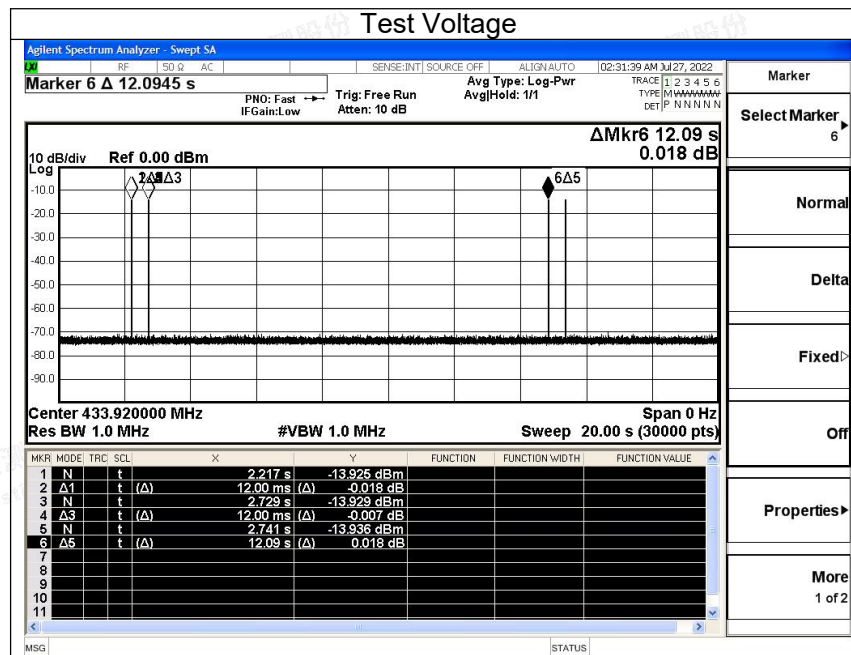 Test Voltage
Agilent Spectrum Analyzer - Swept SA
LXI RF 50 Ω AC SENSE:INT SOURCE OFF ALIGN AUTO 02:31:39 AM Jul 27, 2022
Marker 6 Δ 12.0945 s
PNO: Fast
IFGain:Low
Trig: Free Run
Atten: 10 dB
Avg Type: Log-Pwr
Avg|Hold: 1/1
TRACE 1 2 3 4 5 6
TYPE M WWWWW
DET P N N N N N
ΔMkr6 12.09 s
0.018 dB
10 dB/div Ref 0.00 dBm
Log
6Δ5
-10.0
-20.0
-30.0
-40.0
-50.0
-60.0
-70.0
-80.0
-90.0
Center 433.920000 MHz Span 0 Hz
Res BW 1.0 MHz #VBW 1.0 MHz Sweep 20.00 s (30000 pts)
MKR MODE TRC SCL X Y FUNCTION FUNCTION WIDTH FUNCTION VALUE
1 N t 2.217 s -13.925 dBm
2 Δ1 t (Δ) 12.00 ms (Δ) -0.018 dB
3 N t 2.729 s -13.929 dBm
4 Δ3 t (Δ) 12.00 ms (Δ) -0.007 dB
5 N t 2.741 s -13.936 dBm
6 Δ5 t (Δ) 12.09 s (Δ) 0.018 dB
7
8
9
10
11
MSG STATUS
Marker
Select Marker
6
Normal
Delta
Fixed
Off
Properties
More
1 of 2